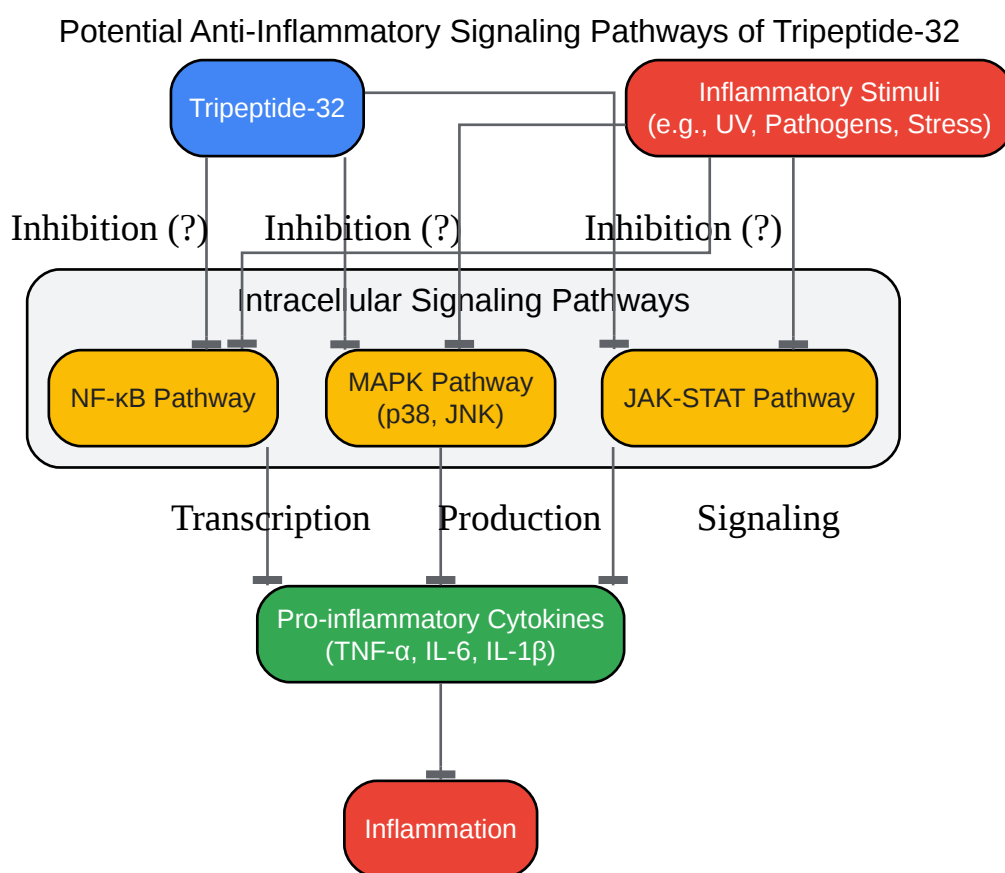 Potential Anti-Inflammatory Signaling Pathways of Tripeptide-32
Tripeptide-32
Inflammatory Stimuli
(e.g., UV, Pathogens, Stress)
Inhibition (?)
Inhibition (?)
Inhibition (?)
Intracellular Signaling Pathways
NF-κB Pathway
MAPK Pathway
(p38, JNK)
JAK-STAT Pathway
Transcription
Production
Signaling
Pro-inflammatory Cytokines
(TNF-α, IL-6, IL-1β)
Inflammation